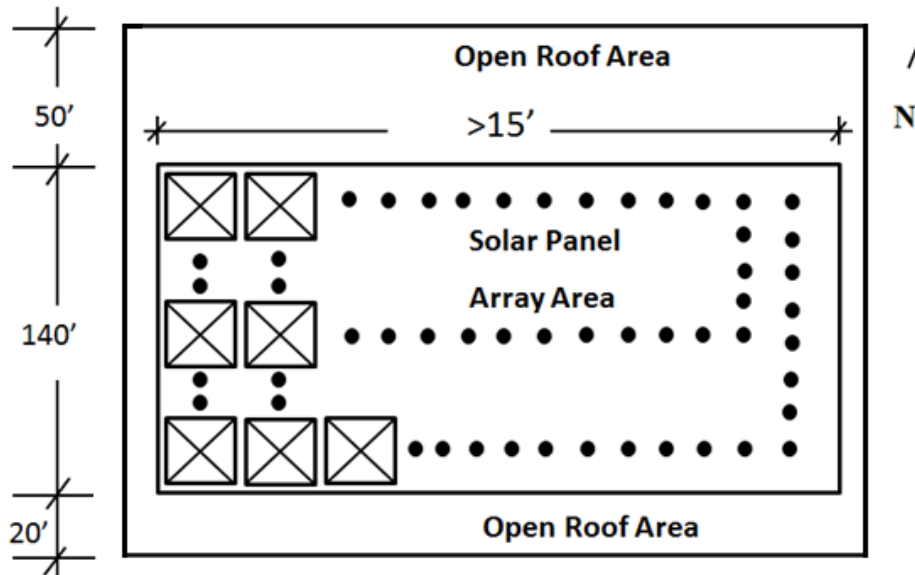 Open Roof Area
50’
>15’
N
Solar Panel
Array Area
140’
20’
Open Roof Area